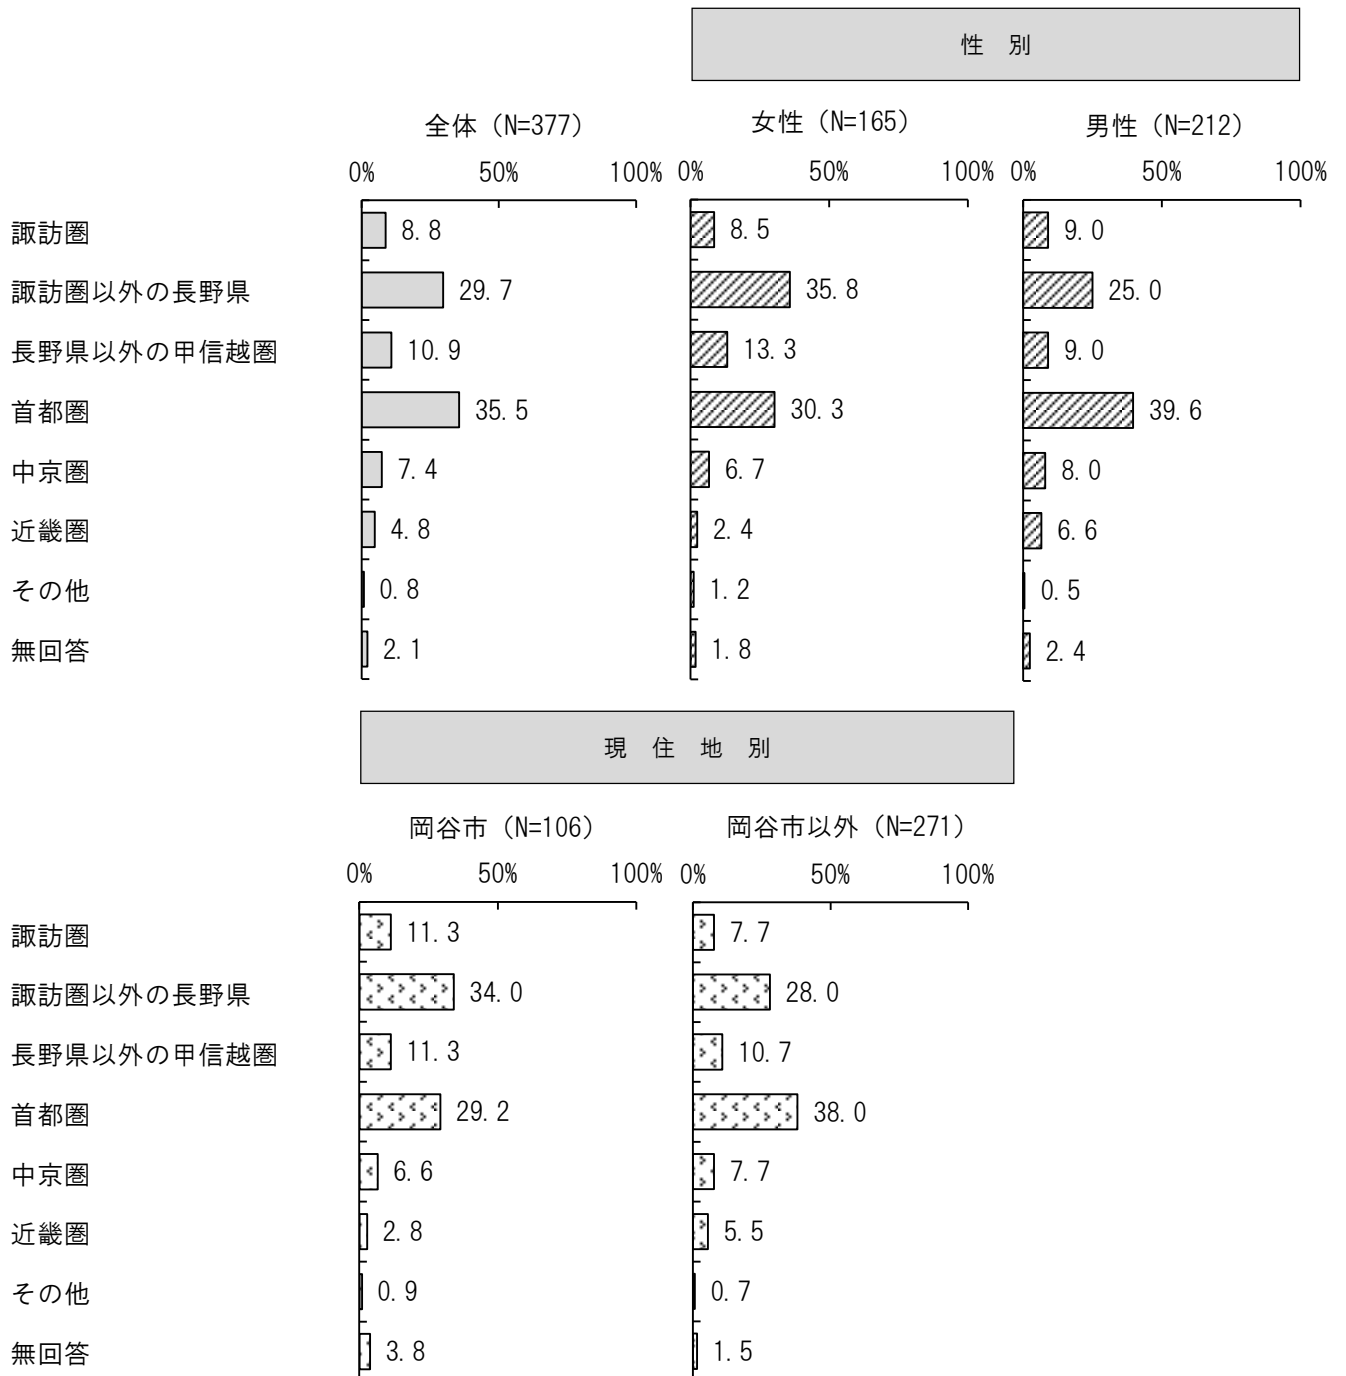 性 別
全体（N=377） 女性（N=165） 男性（N=212）
0% 50% 100% 0% 50% 100% 0% 50% 100%
諏訪圏 8.8 8.5 9.0
諏訪圏以外の長野県 29.7 35.8 25.0
長野県以外の甲信越圏 10.9 13.3 9.0
首都圏 35.5 30.3 39.6
中京圏 7.4 6.7 8.0
近畿圏 4.8 2.4 6.6
その他 0.8 1.2 0.5
無回答 2.1 1.8 2.4
現 住 地 別
岡谷市（N=106） 岡谷市以外（N=271）
0% 50% 100% 0% 50% 100%
諏訪圏 11.3 7.7
諏訪圏以外の長野県 34.0 28.0
長野県以外の甲信越圏 11.3 10.7
首都圏 29.2 38.0
中京圏 6.6 7.7
近畿圏 2.8 5.5
その他 0.9 0.7
無回答 3.8 1.5